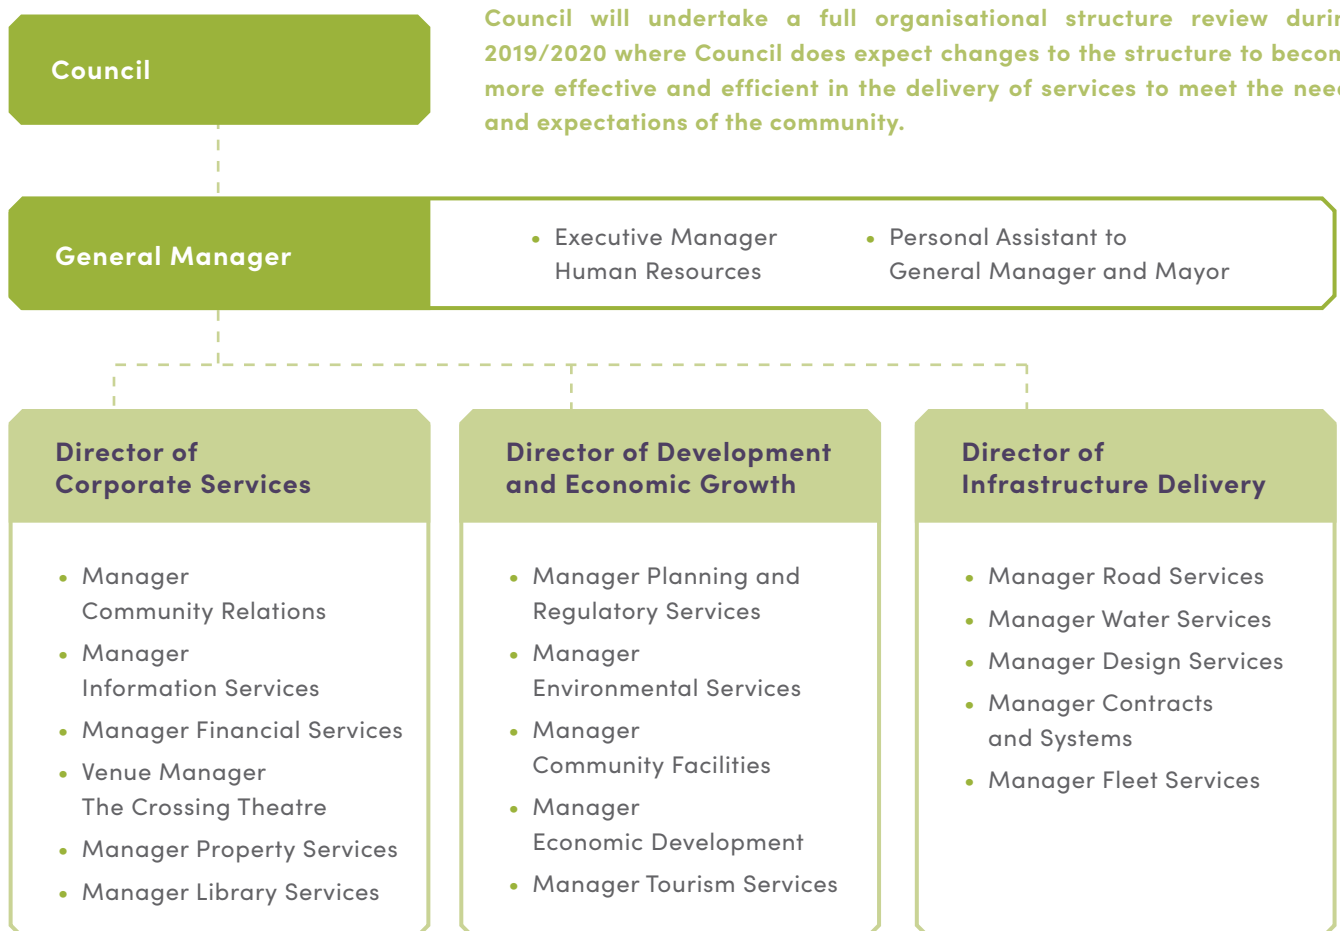 Council will undertake a full organisational structure review
2019/2020 where Council does expect changes to the structure to
more effective and efficient in the delivery of services to meet the
and expectations of the community.
Council
General Manager
• Executive Manager
Human Resources
• Personal Assistant to
General Manager and Mayor
Director of
Corporate Services
• Manager
Community Relations
• Manager
Information Services
• Manager Financial Services
• Venue Manager
The Crossing Theatre
• Manager Property Services
• Manager Library Services
Director of Development
and Economic Growth
• Manager Planning and
Regulatory Services
• Manager
Environmental Services
• Manager
Community Facilities
• Manager
Economic Development
• Manager Tourism Services
Director of
Infrastructure Delivery
• Manager Road Services
• Manager Water Services
• Manager Design Services
• Manager Contracts
and Systems
• Manager Fleet Services